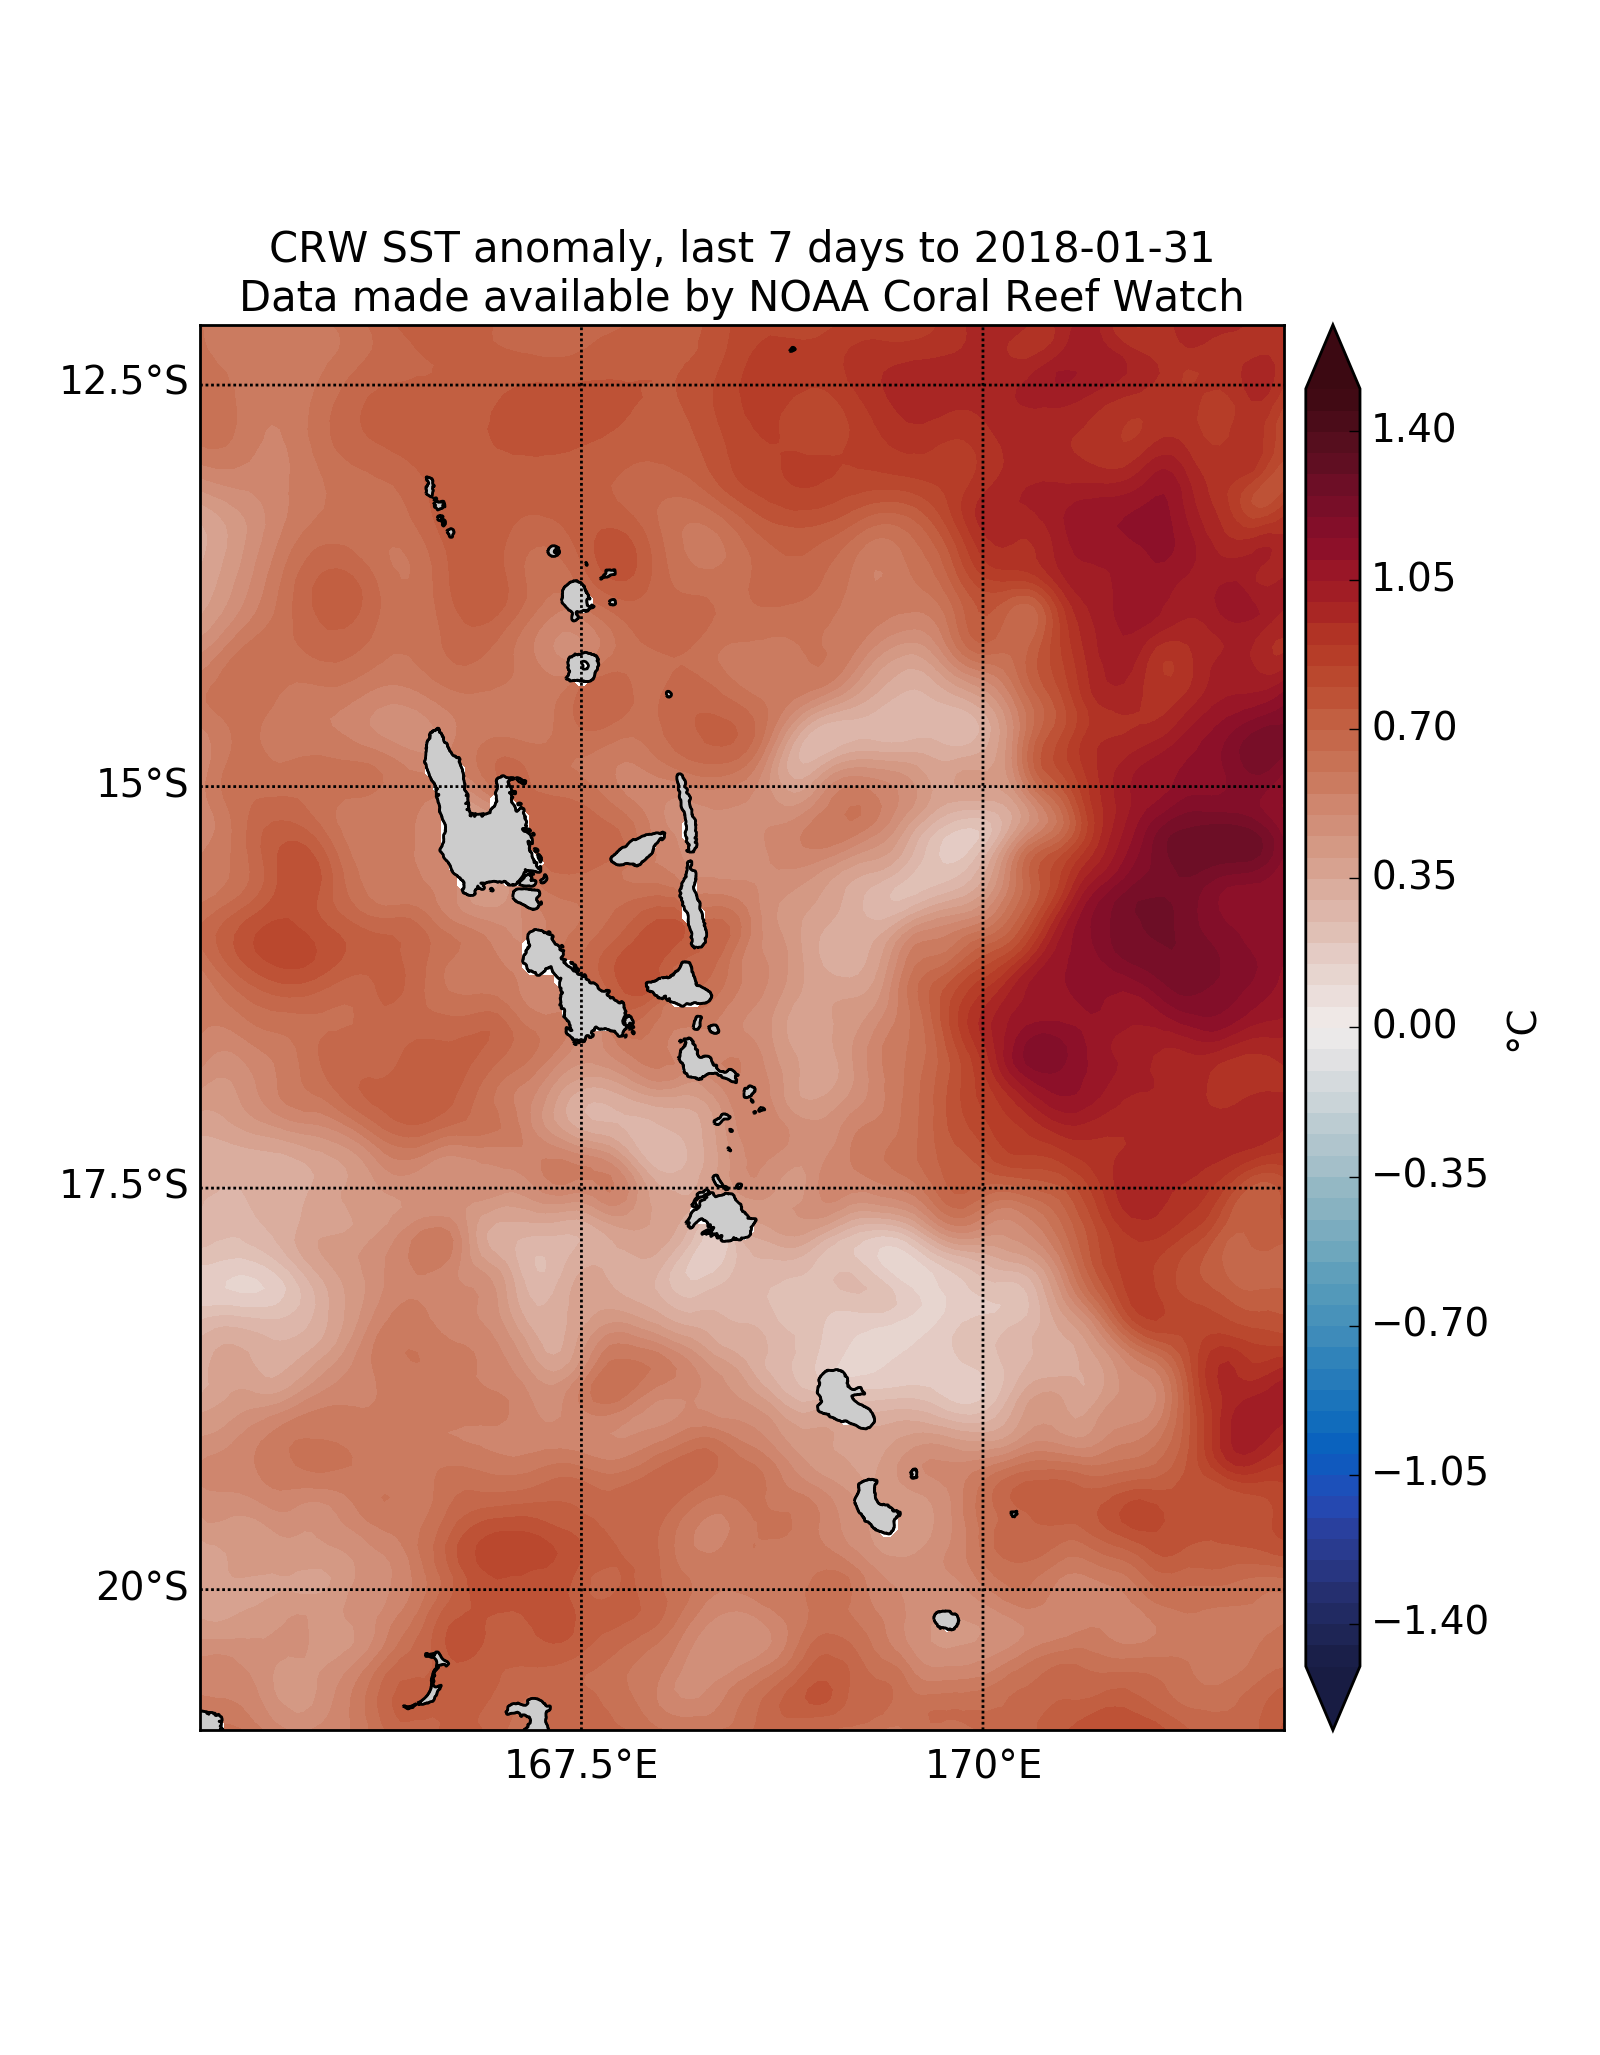 CRW SST anomaly, last 7 days to 2018-01-31
Data made available by NOAA Coral Reef Watch
12.5°S
15°S
17.5°S
20°S
167.5°E
170°E
1.40
1.05
0.70
0.35
0.00
−0.35
−0.70
−1.05
−1.40
°C